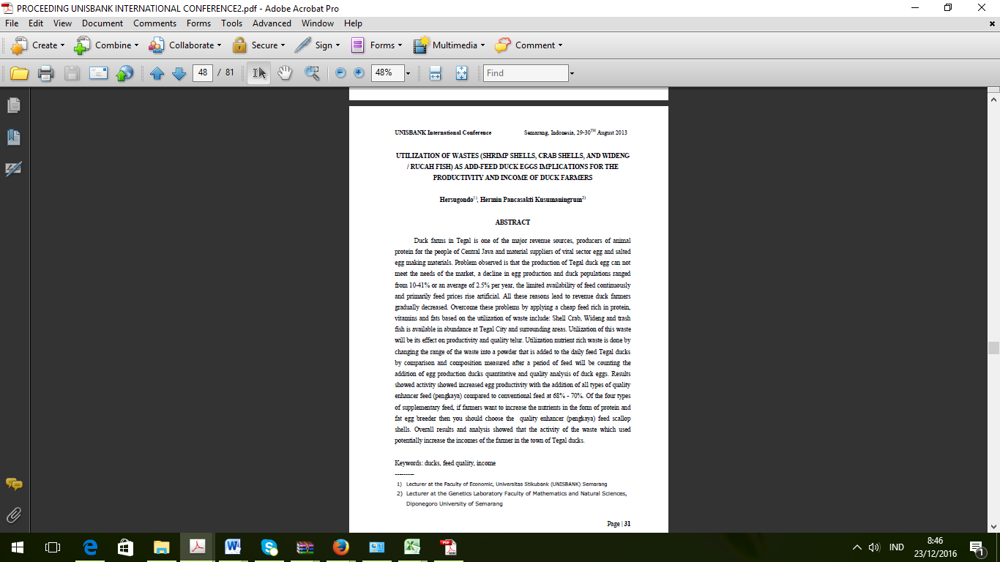 PROCEEDING UNISBANK INTERNATIONAL CONFERENCE2.pdf - Adobe Acrobat Pro
File Edit View Document Comments Forms Tools Advanced Window Help
Create Combine Collaborate Secure Sign Forms Multimedia Comment
48 / 81 48% Find
UNISBANK International Conference Semarang, Indonesia, 29-30TH August 2013
UTILIZATION OF WASTES (SHRIMP SHELLS, CRAB SHELLS, AND WIDENG
/ RUCAH FISH) AS ADD-FEED DUCK EGGS IMPLICATIONS FOR THE
PRODUCTIVITY AND INCOME OF DUCK FARMERS
Hersugondo1), Hermin Pancasakti Kusumaningrum2)
ABSTRACT
Duck farms in Tegal is one of the major revenue sources, producers of animal
protein for the people of Central Java and material suppliers of vital sector egg and salted
egg making materials. Problem observed is that the production of Tegal duck egg can not
meet the needs of the market, a decline in egg production and duck populations ranged
from 10-41% or an average of 2.5% per year, the limited availability of feed continuously
and primarily feed prices rise artificial. All these reasons lead to revenue duck farmers
gradually decreased. Overcome these problems by applying a cheap feed rich in protein,
vitamins and fats based on the utilization of waste include: Shell Crab, Wideng and trash
fish is available in abundance at Tegal City and surrounding areas. Utilization of this waste
will be its effect on productivity and quality telur. Utilization nutrient rich waste is done by
changing the range of the waste into a powder that is added to the daily feed Tegal ducks
by comparison and composition measured after a period of feed will be counting the
addition of egg production ducks quantitative and quality analysis of duck eggs. Results
showed activity showed increased egg productivity with the addition of all types of quality
enhancer feed (pengkaya) compared to conventional feed at 68% - 70%. Of the four types
of supplementary feed, if farmers want to increase the nutrients in the form of protein and
fat egg breeder then you should choose the quality enhancer (pengkaya) feed scallop
shells. Overall results and analysis showed that the activity of the waste which used
potentially increase the incomes of the farmer in the town of Tegal ducks.
Keywords: ducks, feed quality, income
---------
1) Lecturer at the Faculty of Economic, Universitas Stikubank (UNISBANK) Semarang
2) Lecturer at the Genetics Laboratory Faculty of Mathematics and Natural Sciences,
Diponegoro University of Semarang
Page | 31
IND 8:46
23/12/2016 1